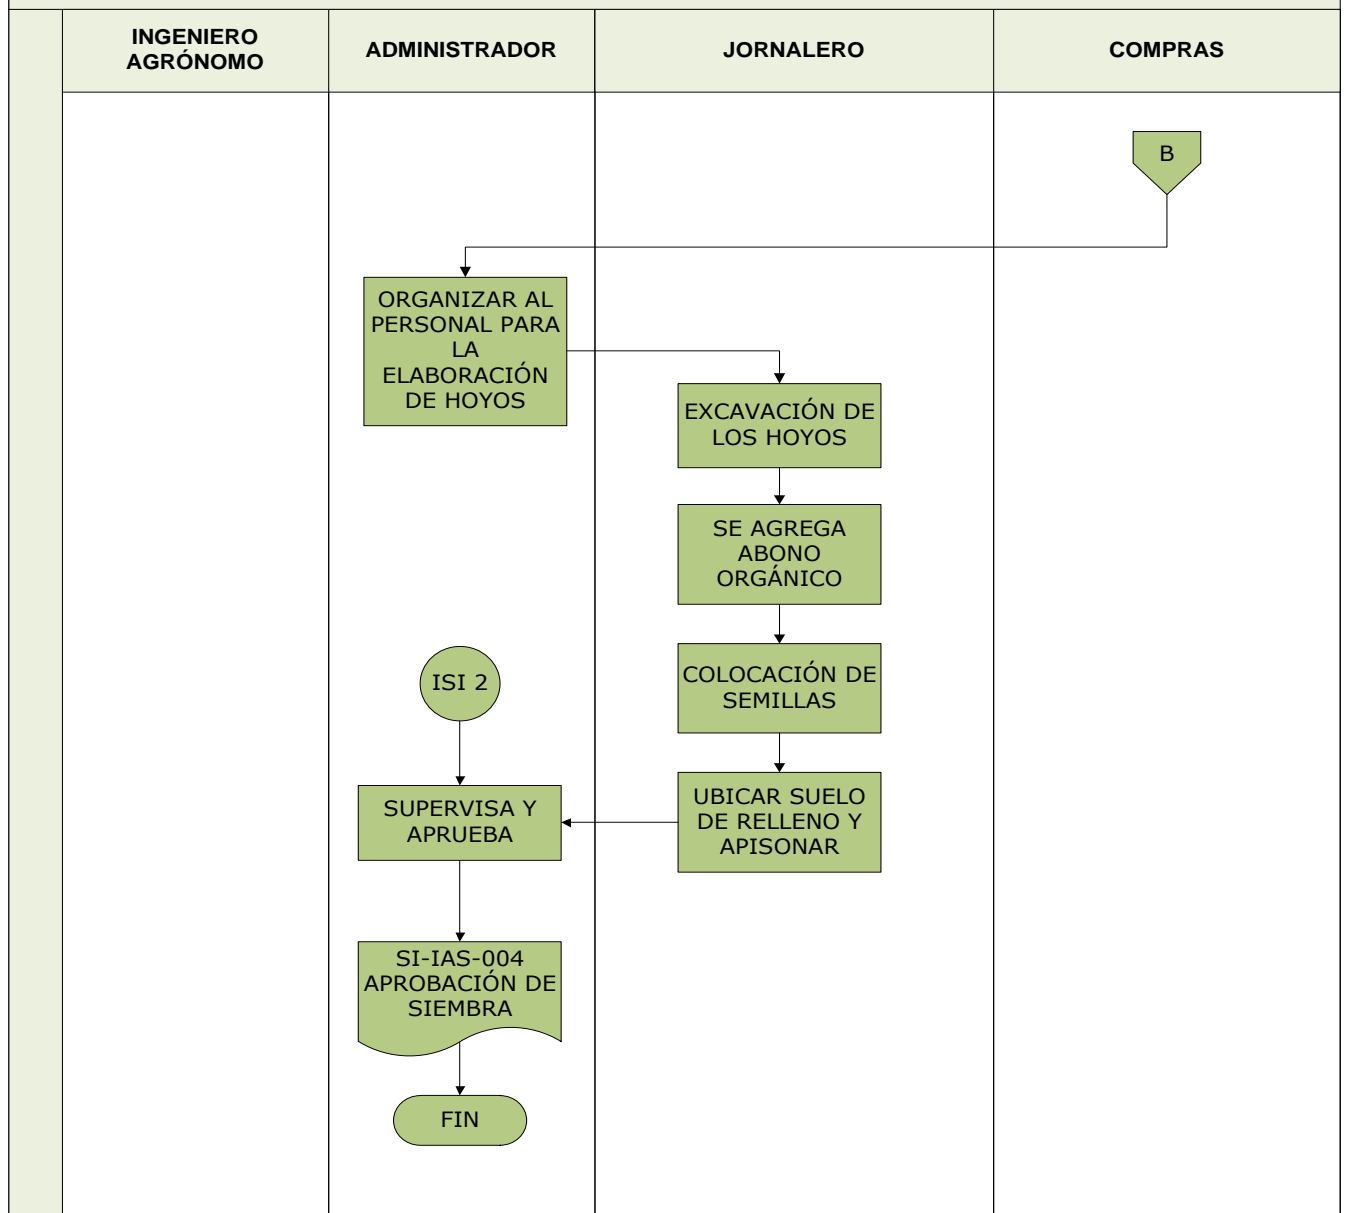 INGENIERO
AGRÓNOMO
ADMINISTRADOR
JORNALERO
COMPRAS
B
ORGANIZAR AL
PERSONAL PARA
LA
ELABORACIÓN
DE HOYOS
EXCAVACIÓN DE
LOS HOYOS
SE AGREGA
ABONO
ORGÁNICO
COLOCACIÓN DE
SEMILLAS
ISI 2
UBICAR SUELO
DE RELLENO Y
APISONAR
SUPERVISA Y
APRUEBA
SI-IAS-004
APROBACIÓN DE
SIEMBRA
FIN